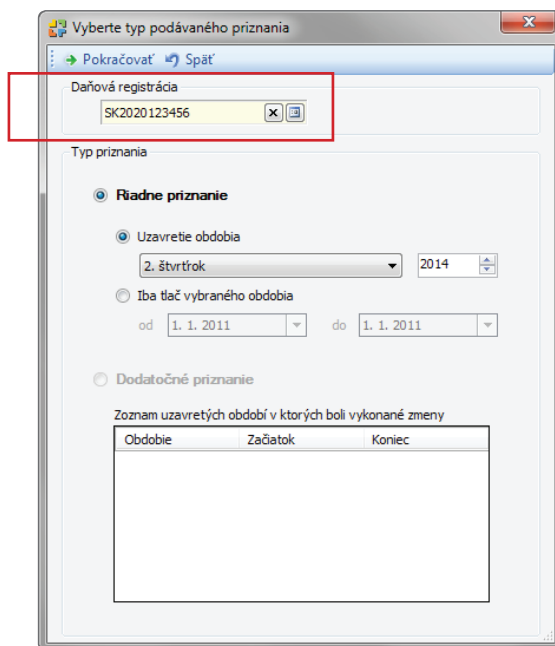 Vyberte typ podávaného priznania
Pokračovať Späť
Daňová registrácia
SK2020123456
Typ priznania
Riadne priznanie
Uzavretie obdobia
2. štvrťrok 2014
Iba tlač vybraného obdobia
od 1. 1. 2011 do 1. 1. 2011
Dodatočné priznanie
Zoznam uzavretých období v ktorých boli vykonané zmeny
Obdobie Začiatok Koniec